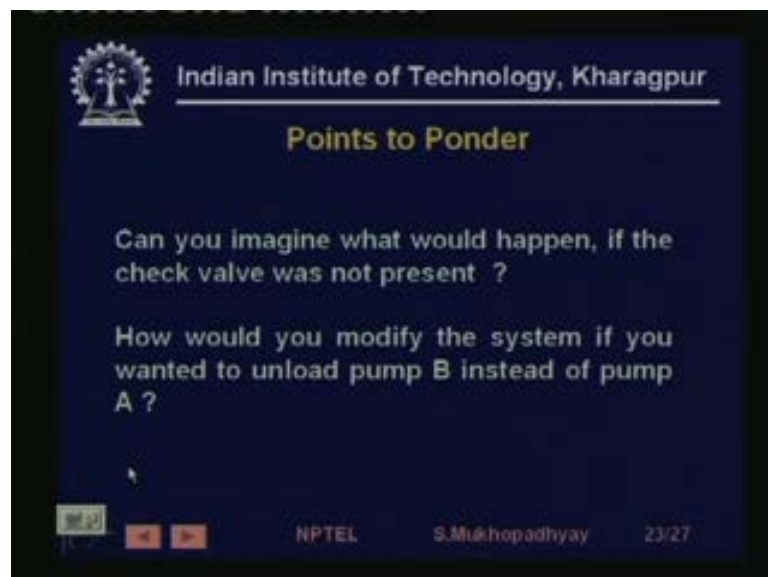 Indian Institute of Technology, Kharagpur
Points to Ponder
Can you imagine what would happen, if the
check valve was not present ?
How would you modify the system if you
wanted to unload pump B instead of pump
A ?
NPTEL S.Mukhopadhyay 23/27